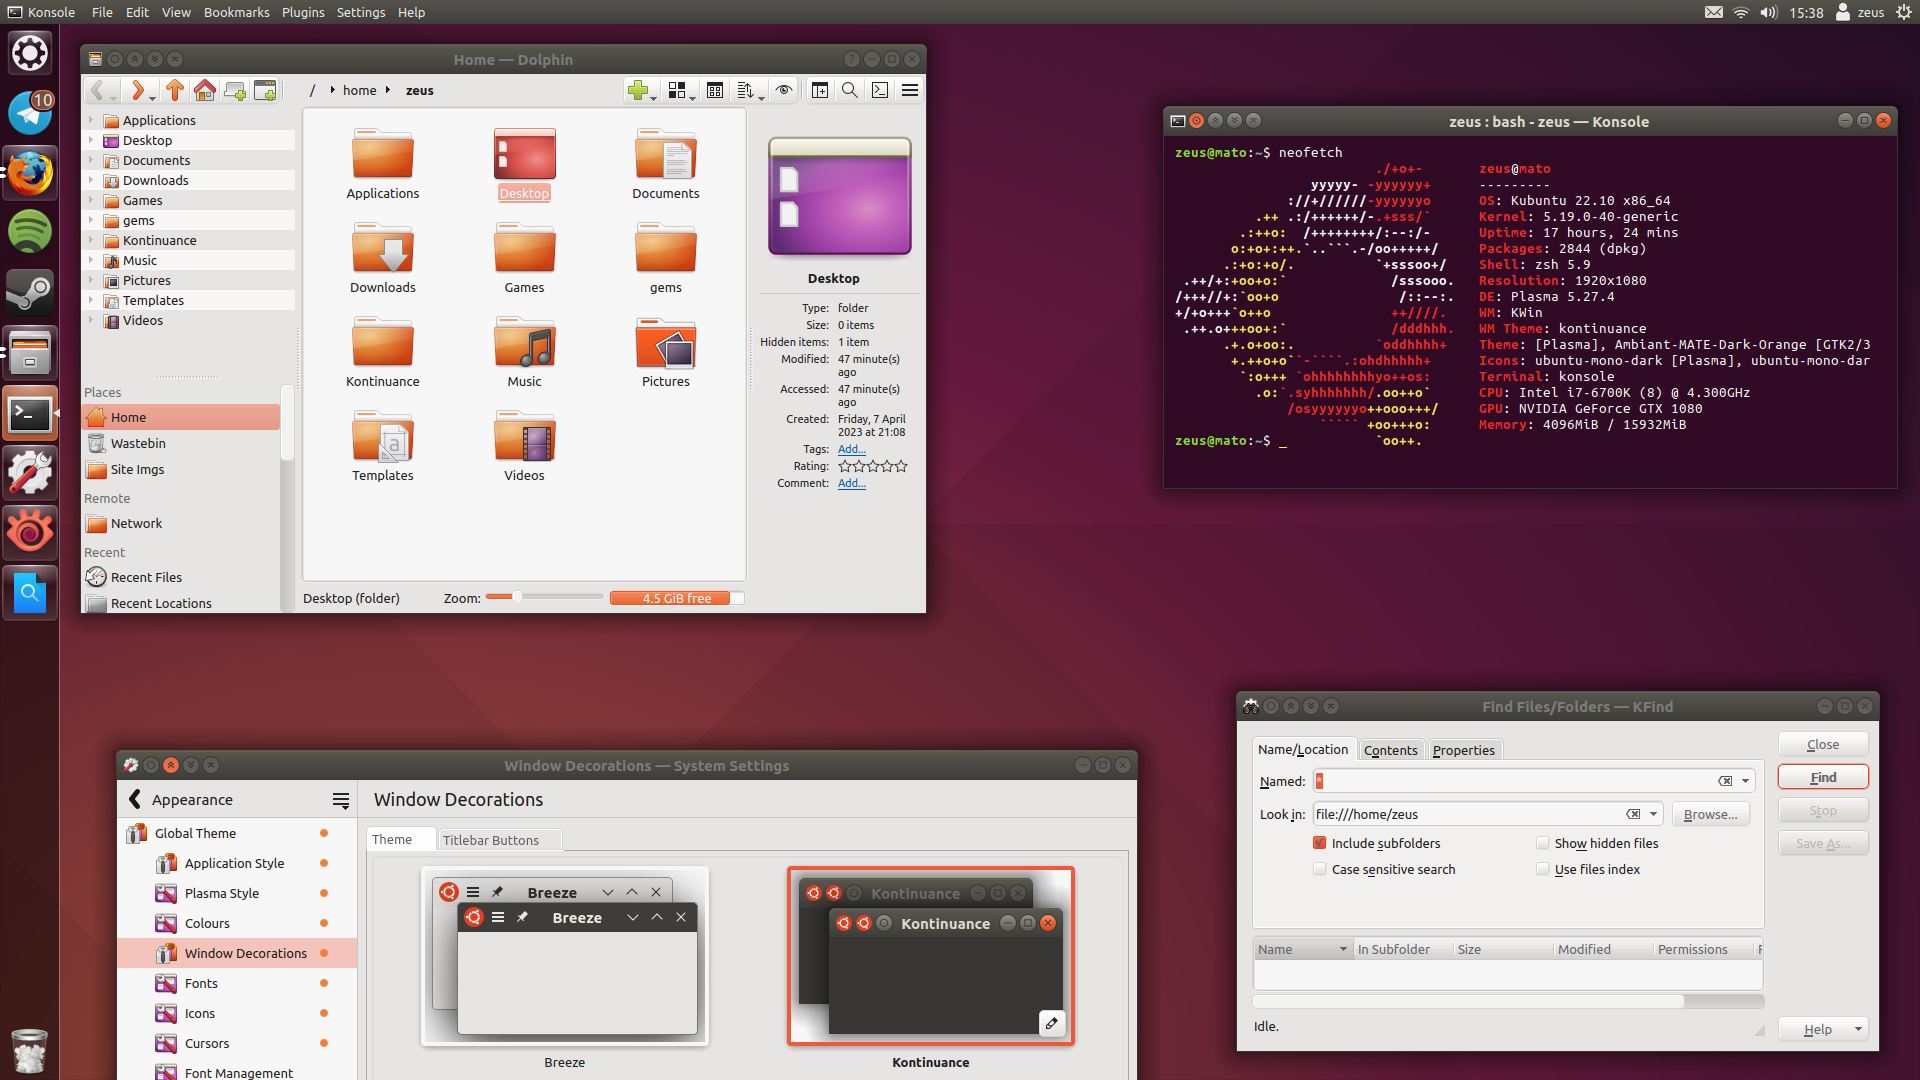 Konsole File Edit View Bookmarks Plugins Settings Help
15:38 zeus
10
Home — Dolphin
/ home zeus
Applications
Desktop
Documents
Downloads
Games
gems
Kontinuance
Music
Pictures
Templates
Videos
Places
Home
Wastebin
Site Imgs
Remote
Network
Recent
Recent Files
Recent Locations
Applications
Desktop
Documents
Downloads
Games
gems
Kontinuance
Music
Pictures
Templates
Videos
Desktop
Type: folder
Size: 0 items
Hidden items: 1 item
Modified: 47 minute(s)
ago
Accessed: 47 minute(s)
ago
Created: Friday, 7 April
2023 at 21:08
Tags: Add...
Rating:
Comment: Add...
Desktop (folder)
Zoom:
4.5 GiB free
zeus : bash - zeus — Konsole
zeus@mato:~$ neofetch
zeus@mato
---------
OS: Kubuntu 22.10 x86_64
Kernel: 5.19.0-40-generic
Uptime: 17 hours, 24 mins
Packages: 2844 (dpkg)
Shell: zsh 5.9
Resolution: 1920x1080
DE: Plasma 5.27.4
WM: KWin
WM Theme: kontinuance
Theme: [Plasma], Ambiant-MATE-Dark-Orange [GTK2/3
Icons: ubuntu-mono-dark [Plasma], ubuntu-mono-dar
Terminal: konsole
CPU: Intel i7-6700K (8) @ 4.300GHz
GPU: NVIDIA GeForce GTX 1080
Memory: 4096MiB / 15932MiB
zeus@mato:~$ _
Window Decorations — System Settings
Appearance
Global Theme
Application Style
Plasma Style
Colours
Window Decorations
Fonts
Icons
Cursors
Font Management
Window Decorations
Theme
Titlebar Buttons
Breeze
Breeze
Breeze
Kontinuance
Kontinuance
Kontinuance
Find Files/Folders — KFind
Name/Location
Contents
Properties
Named: *
Look in: file:///home/zeus
Browse...
Include subfolders
Show hidden files
Case sensitive search
Use files index
Close
Find
Stop
Save As...
Name
In Subfolder
Size
Modified
Permissions
Idle.
Help